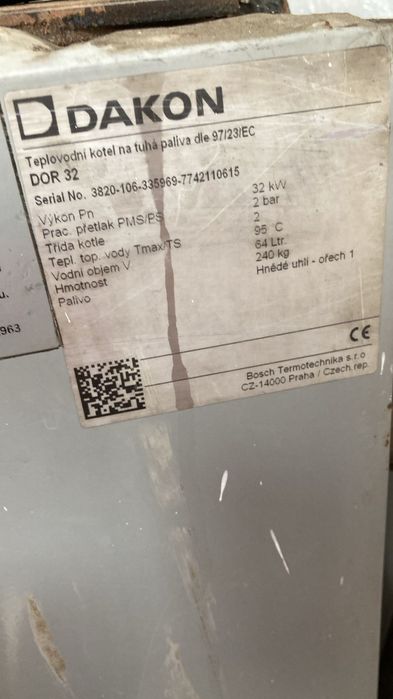 DAKON
Teplovodní kotel na tuhá paliva dle 97/23/EC
DOR 32
Serial No. 3820-106-335969-7742110615
Výkon Pn 32 kW
Prac. přetlak PMS/PS 2 bar
Třída kotle 2
Tepl. top. vody Tmax/TS 95 °C
Vodní objem V 64 Ltr.
Hmotnost 240 kg
Palivo Hnědé uhlí - ořech 1
CE
Bosch Termotechnika s.r.o
CZ-14000 Praha / Czech.rep.
u.
963